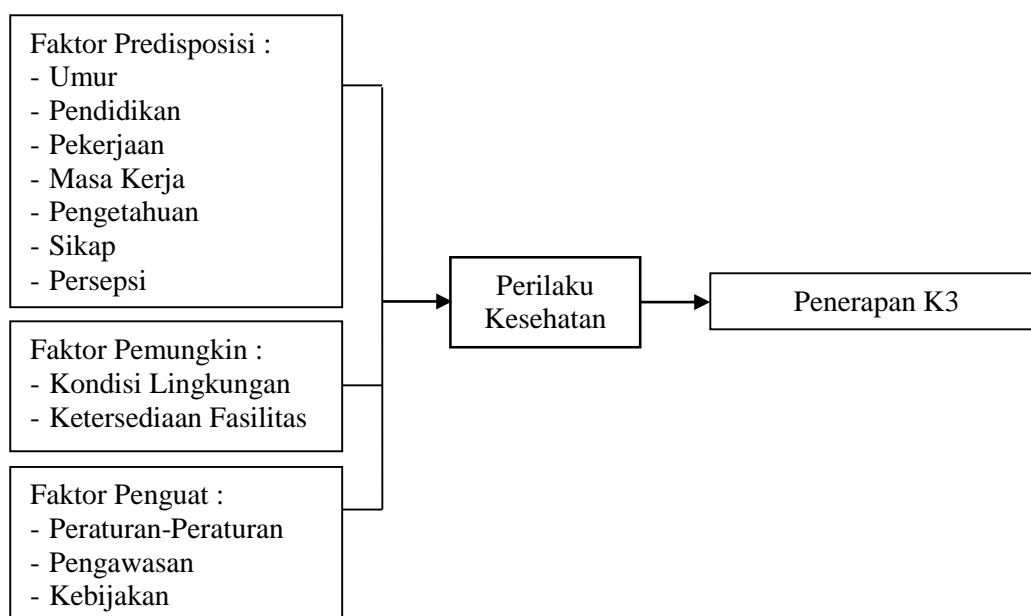 Faktor Predisposisi :
- Umur
- Pendidikan
- Pekerjaan
- Masa Kerja
- Pengetahuan
- Sikap
- Persepsi
Faktor Pemungkin :
- Kondisi Lingkungan
- Ketersediaan Fasilitas
Faktor Penguat :
- Peraturan-Peraturan
- Pengawasan
- Kebijakan
Perilaku
Kesehatan
Penerapan K3